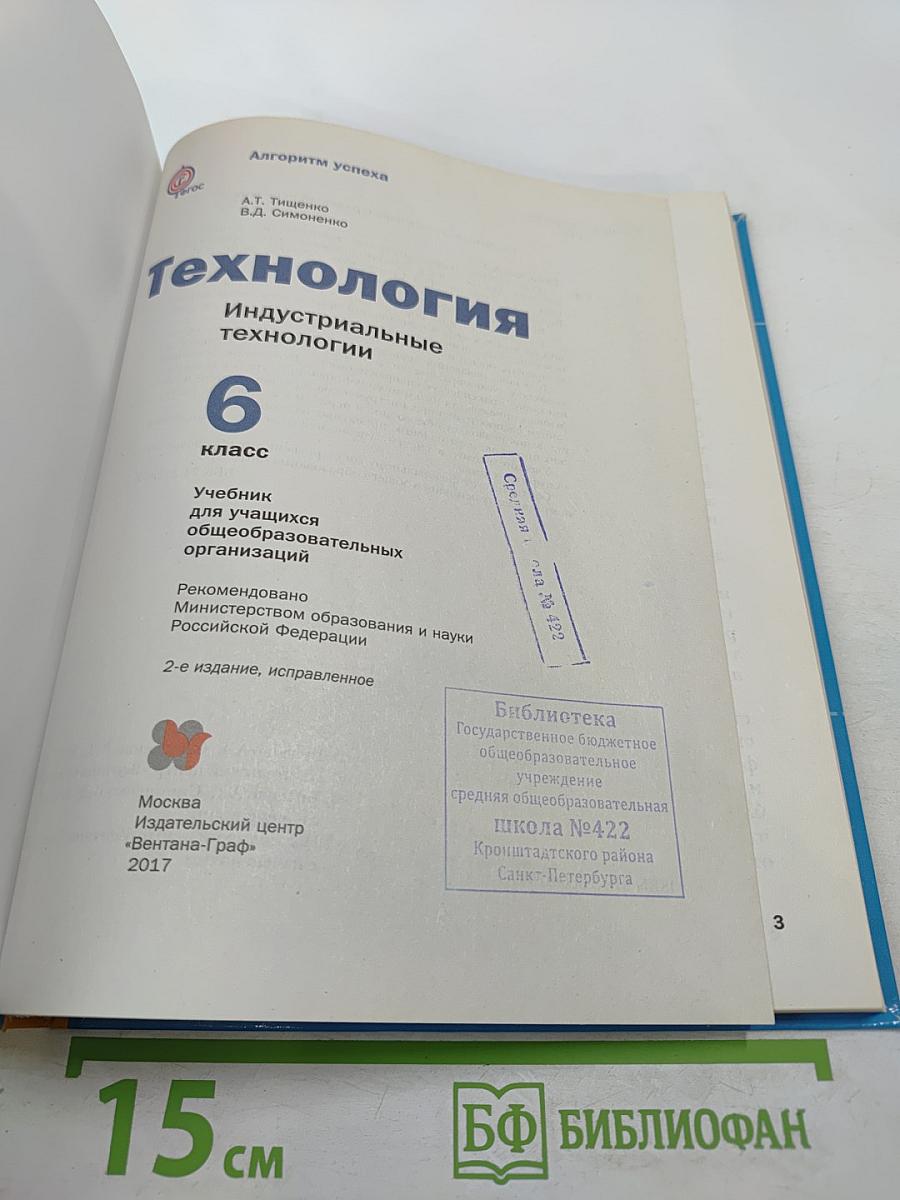 Алгоритм успеха
ФГОС
А.Т. Тищенко
В.Д. Симоненко
Технология
Индустриальные
технологии
6
класс
Учебник
для учащихся
общеобразовательных
организаций
Рекомендовано
Министерством образования и науки
Российской Федерации
2-е издание, исправленное
Москва
Издательский центр
«Вентана-Граф»
2017
Средняя
№ 422
Библиотека
Государственное бюджетное
общеобразовательное
учреждение
средняя общеобразовательная
школа №422
Кронштадтского района
Санкт-Петербурга
3
15 см
БФ БИБЛИОФАН